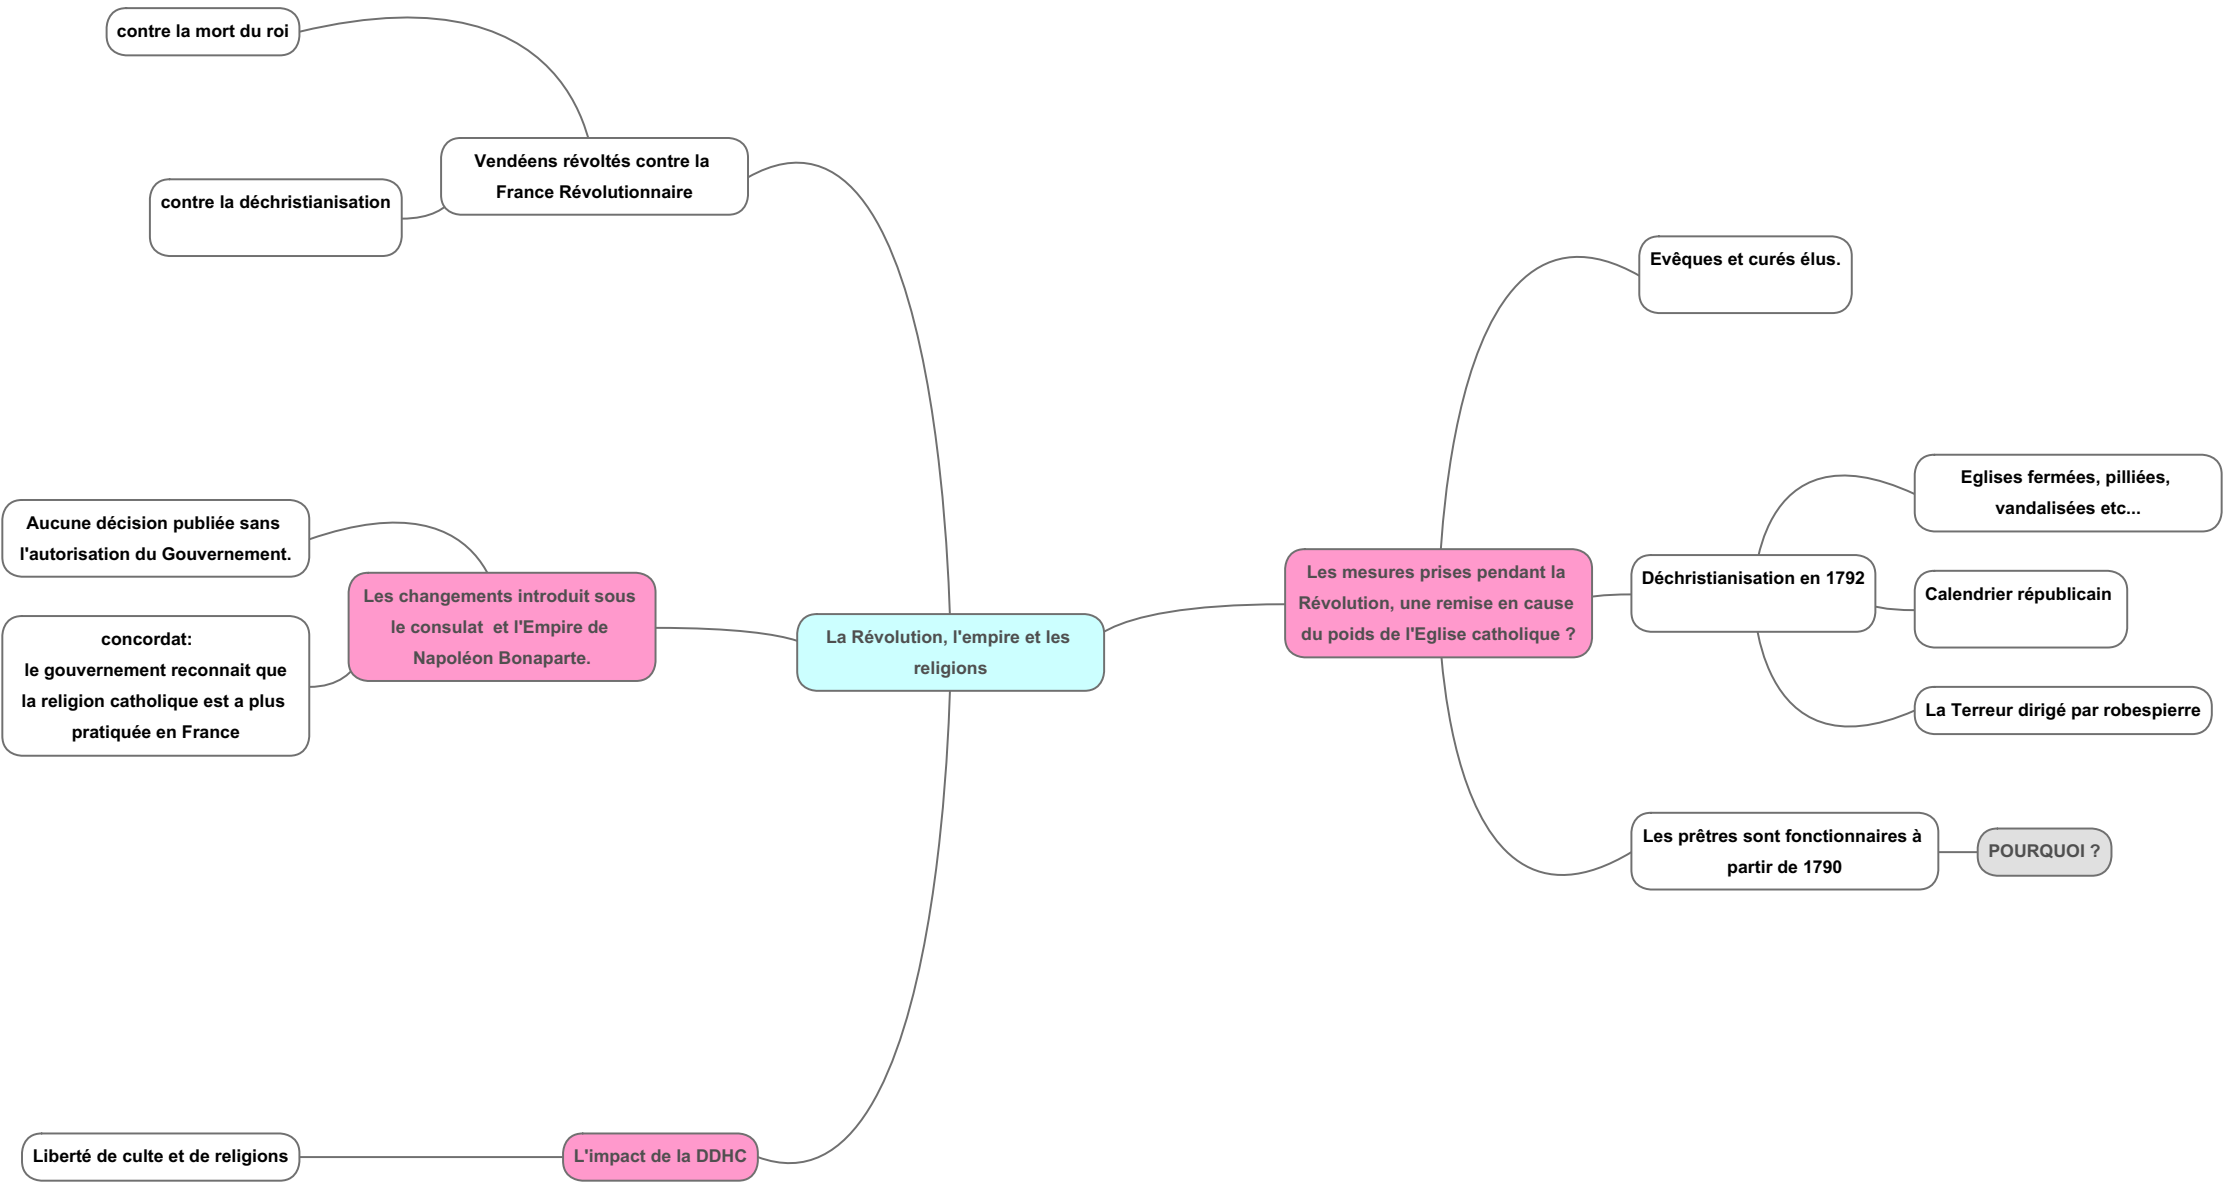 contre la mort du roi
Vendéens révoltés contre la
France Révolutionnaire
contre la déchristianisation
Aucune décision publiée sans
l'autorisation du Gouvernement.
Les changements introduit sous
le consulat et l'Empire de
Napoléon Bonaparte.
concordat:
le gouvernement reconnait que
la religion catholique est a plus
pratiquée en France
La Révolution, l'empire et les
religions
Liberté de culte et de religions
L'impact de la DDHC
Evêques et curés élus.
Les mesures prises pendant la
Révolution, une remise en cause
du poids de l'Eglise catholique ?
Déchristianisation en 1792
Eglises fermées, pilliées,
vandalisées etc...
Calendrier républicain
La Terreur dirigé par robespierre
Les prêtres sont fonctionnaires à
partir de 1790
POURQUOI ?